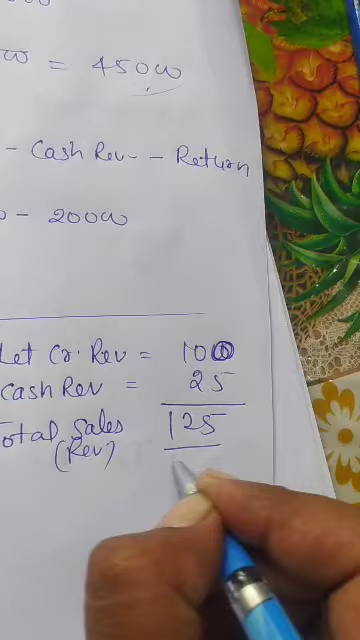 = 45000
- Cash Rev - - Return
- 20000
Let Cr. Rev = 100
Cash Rev = 25
Total Sales 125
(Rev)